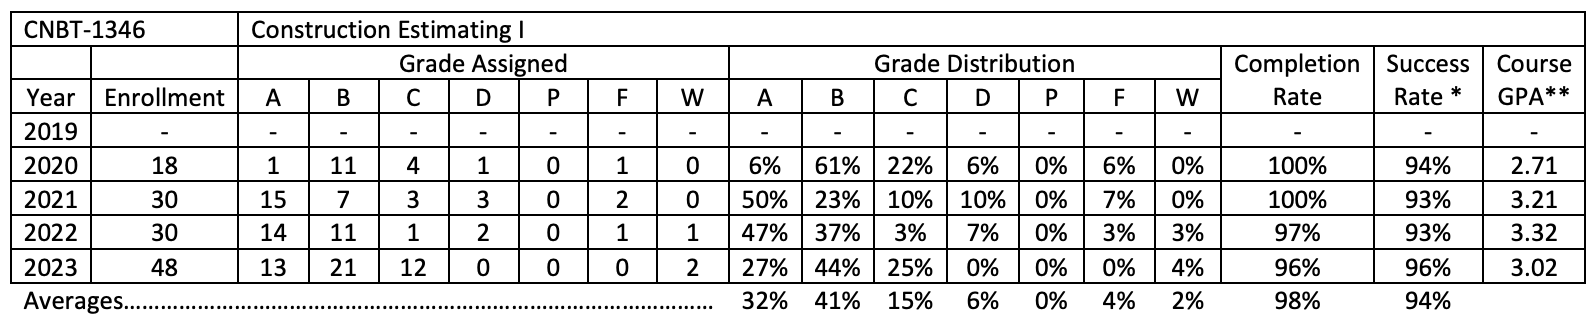 CNBT-1346 Construction Estimating I
Grade Assigned Grade Distribution Completion Success Course
Year Enrollment A B C D P F W A B C D P F W Rate Rate * GPA**
2019 - - - - - - - - - - - - - - - - - -
2020 18 1 11 4 1 0 1 0 6% 61% 22% 6% 0% 6% 0% 100% 94% 2.71
2021 30 15 7 3 3 0 2 0 50% 23% 10% 10% 0% 7% 0% 100% 93% 3.21
2022 30 14 11 1 2 0 1 1 47% 37% 3% 7% 0% 3% 3% 97% 93% 3.32
2023 48 13 21 12 0 0 0 2 27% 44% 25% 0% 0% 0% 4% 96% 96% 3.02
Averages.............................................................................. 32% 41% 15% 6% 0% 4% 2% 98% 94%